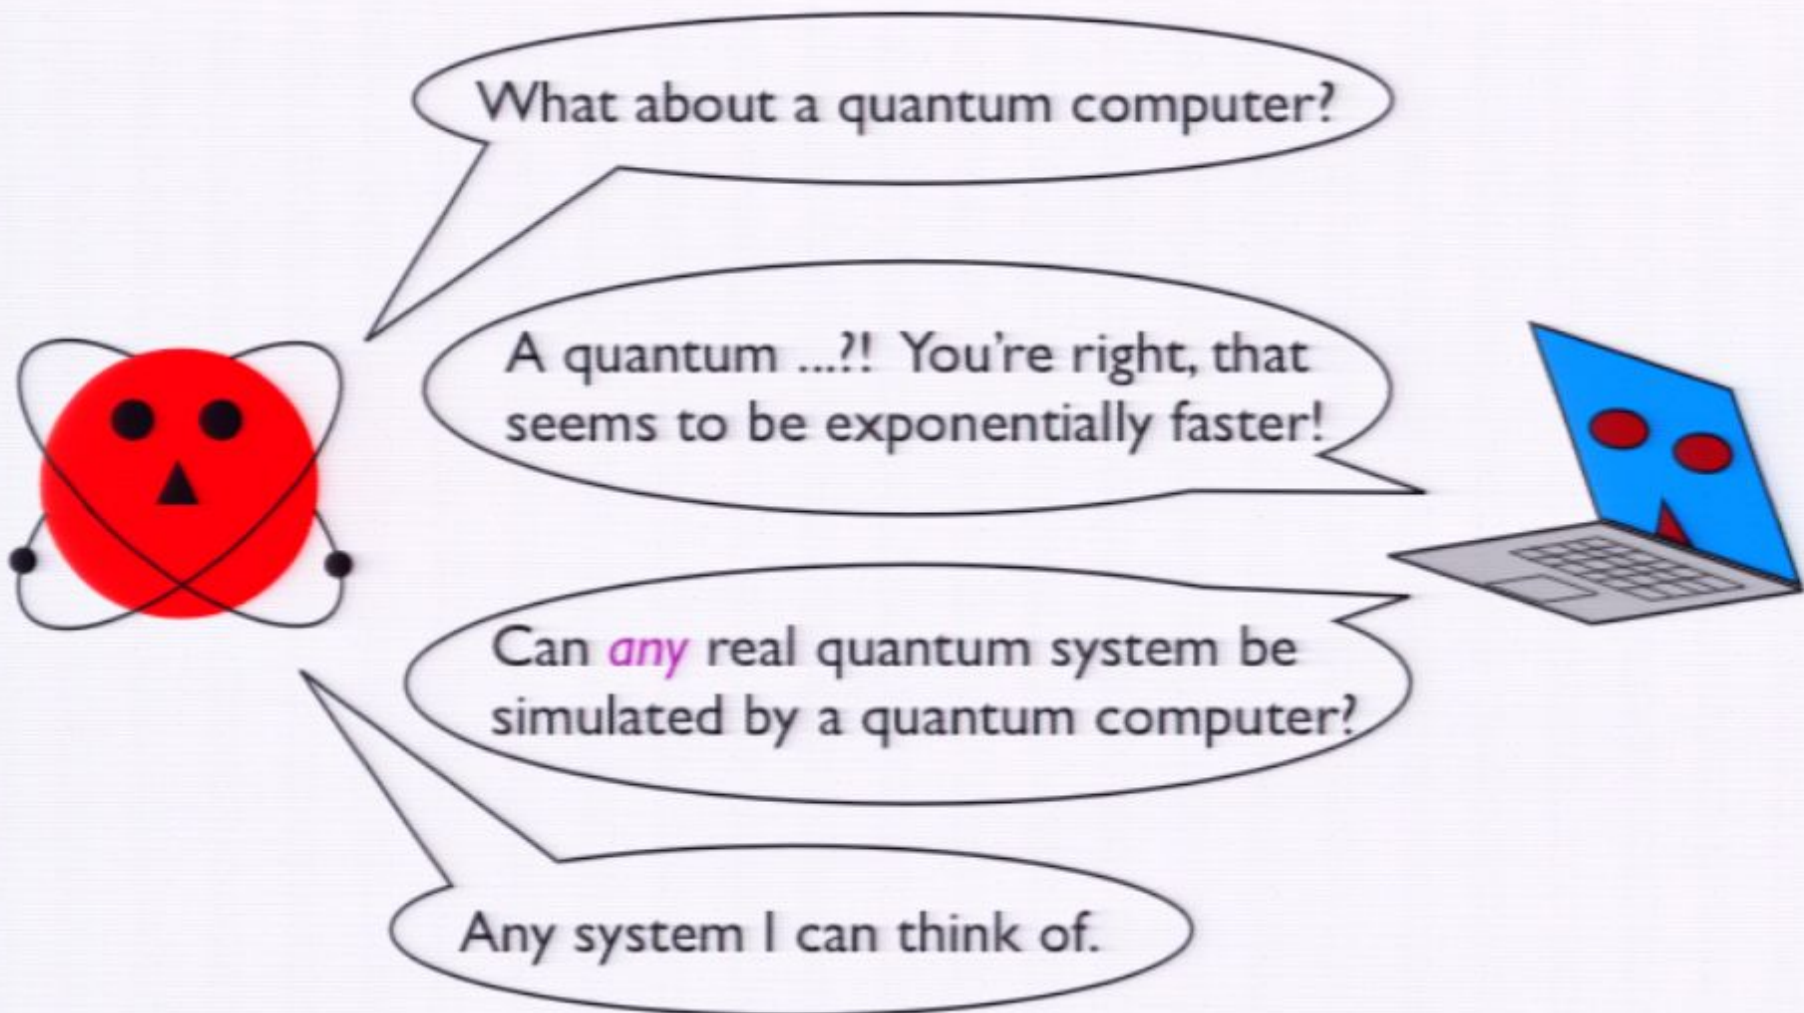 What about a quantum computer?
A quantum ...?! You're right, that
seems to be exponentially faster!
Can any real quantum system be
simulated by a quantum computer?
Any system I can think of.